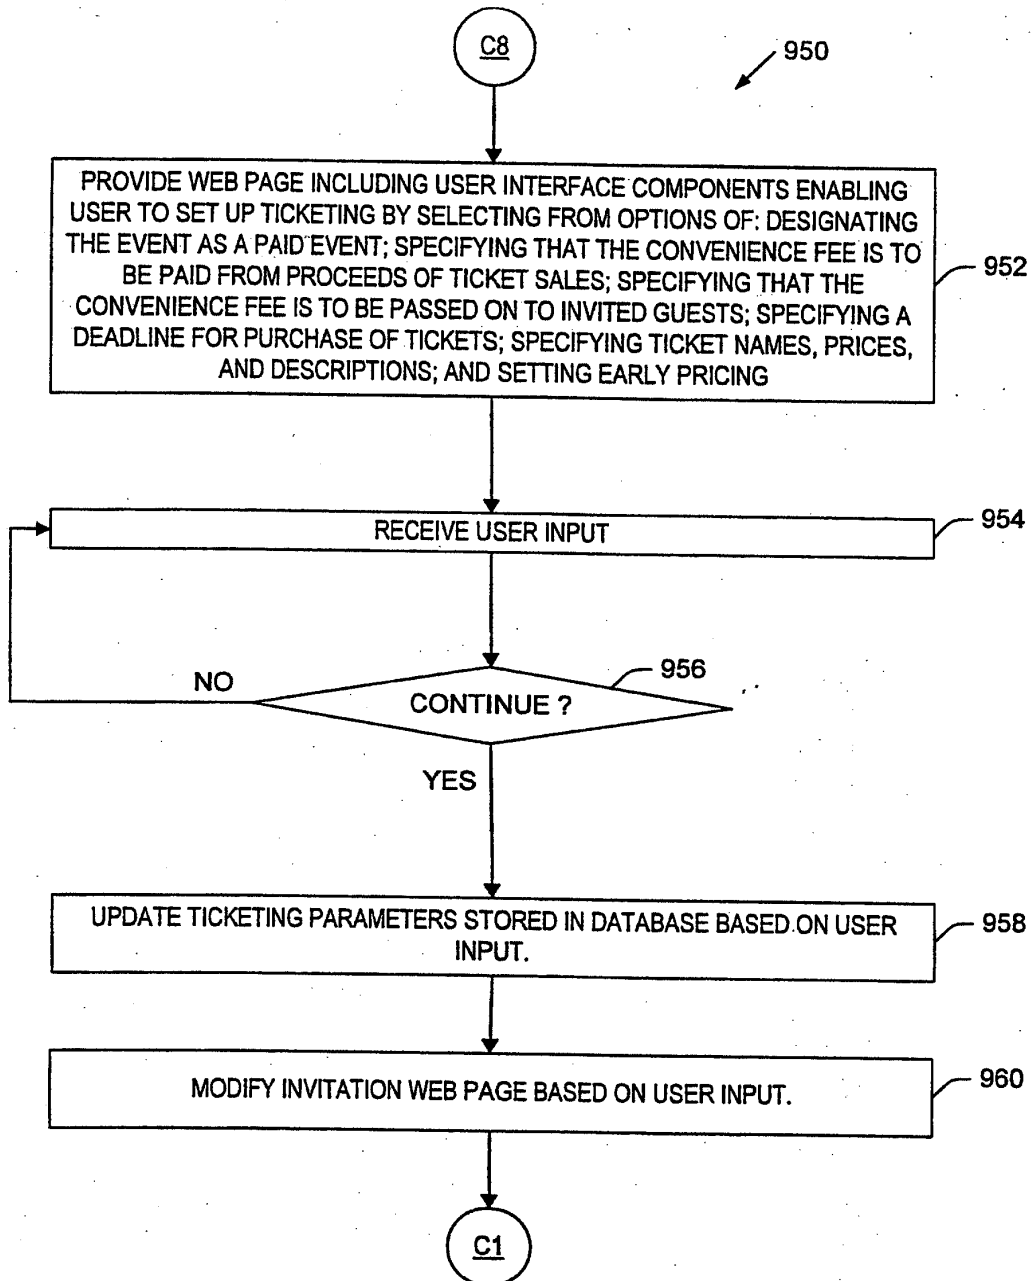 C8
950
PROVIDE WEB PAGE INCLUDING USER INTERFACE COMPONENTS ENABLING
USER TO SET UP TICKETING BY SELECTING FROM OPTIONS OF: DESIGNATING
THE EVENT AS A PAID EVENT; SPECIFYING THAT THE CONVENIENCE FEE IS TO
BE PAID FROM PROCEEDS OF TICKET SALES; SPECIFYING THAT THE
CONVENIENCE FEE IS TO BE PASSED ON TO INVITED GUESTS; SPECIFYING A
DEADLINE FOR PURCHASE OF TICKETS; SPECIFYING TICKET NAMES, PRICES,
AND DESCRIPTIONS; AND SETTING EARLY PRICING
952
RECEIVE USER INPUT
954
956
NO
CONTINUE ?
YES
UPDATE TICKETING PARAMETERS STORED IN DATABASE BASED ON USER
INPUT.
958
MODIFY INVITATION WEB PAGE BASED ON USER INPUT.
960
C1